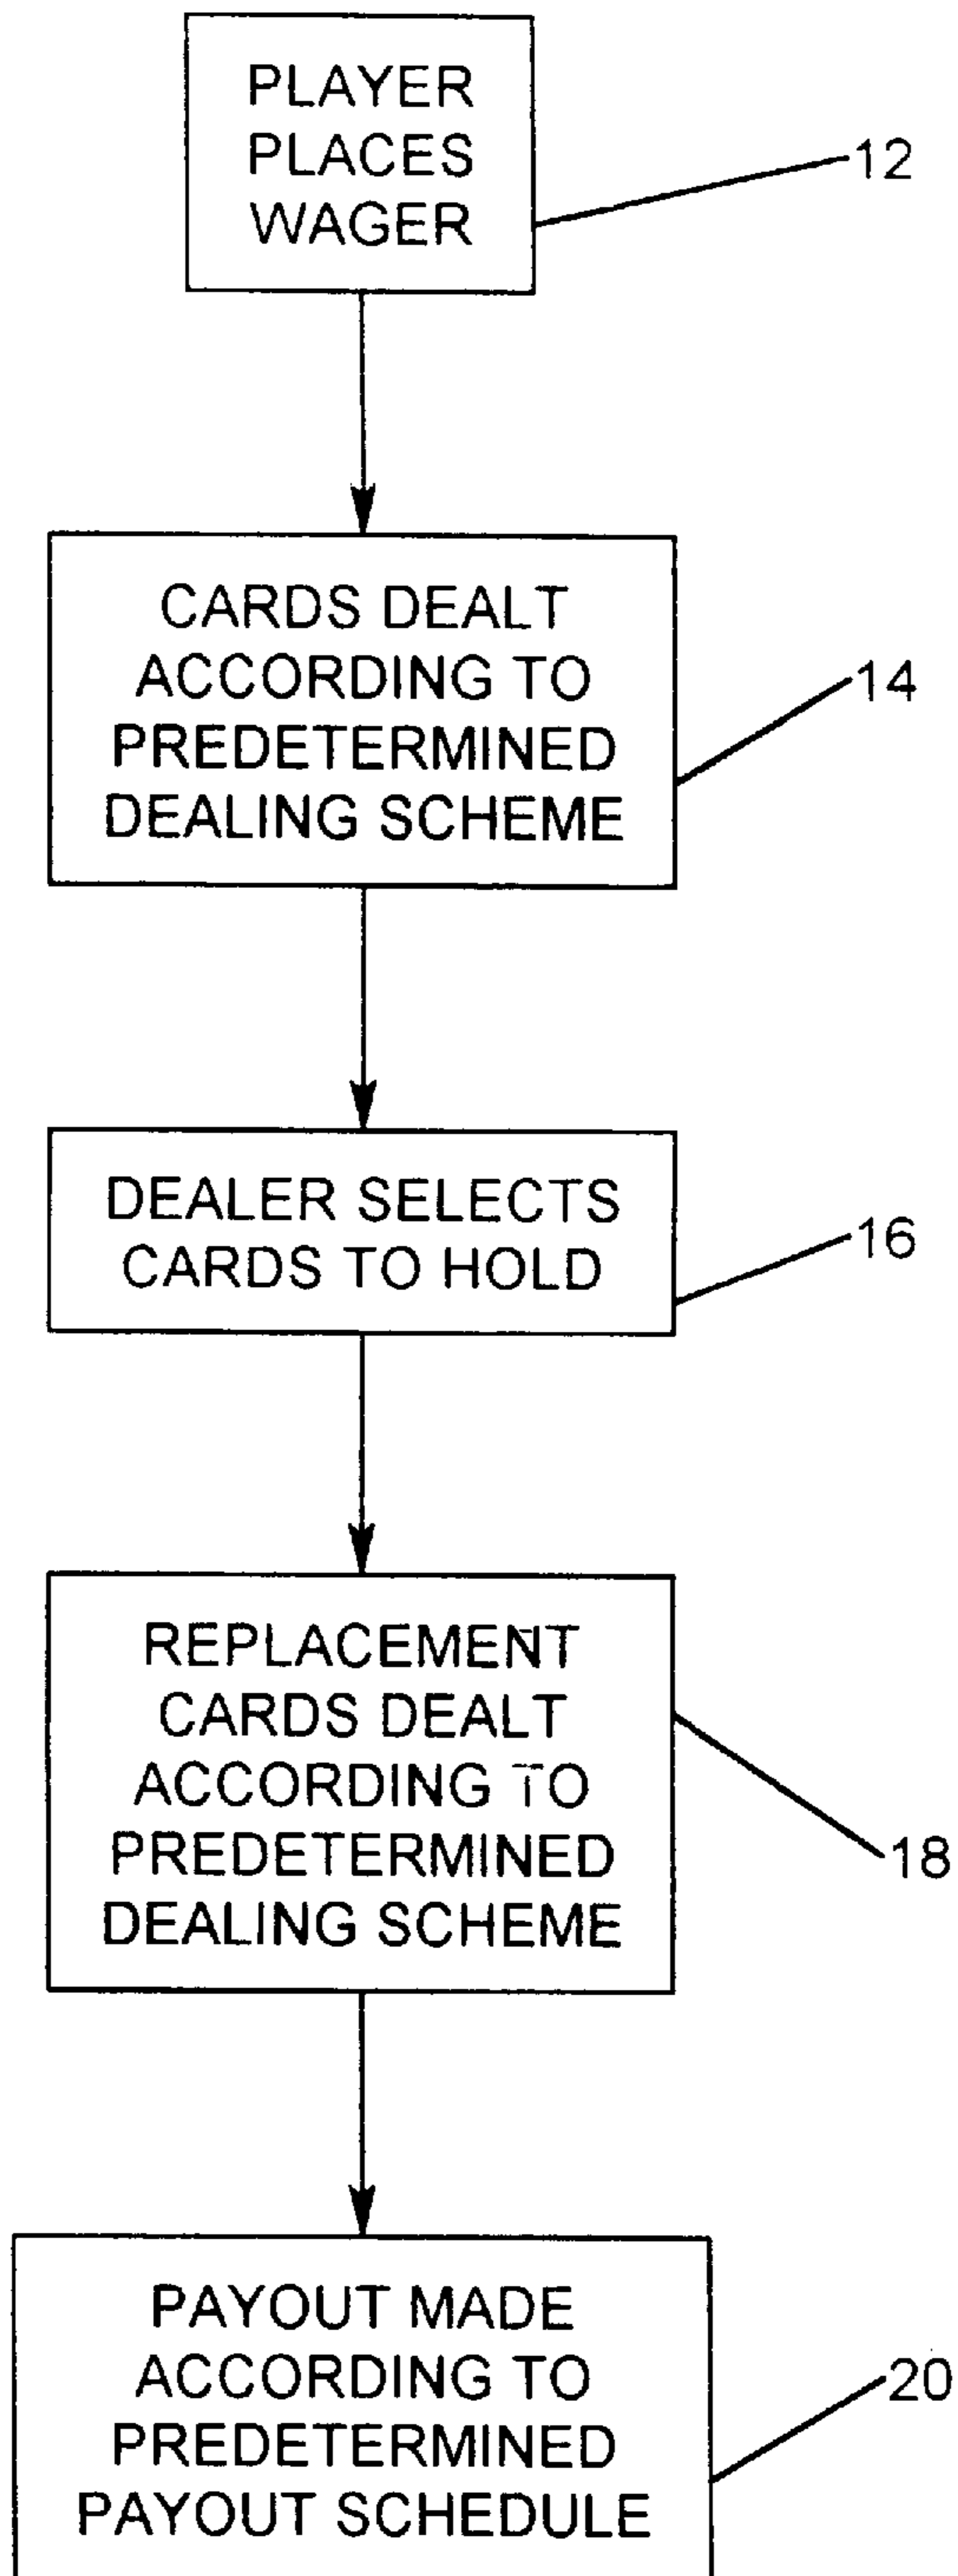 PLAYER
PLACES
WAGER
12
CARDS DEALT
ACCORDING TO
PREDETERMINED
DEALING SCHEME
14
DEALER SELECTS
CARDS TO HOLD
16
REPLACEMENT
CARDS DEALT
ACCORDING TO
PREDETERMINED
DEALING SCHEME
18
PAYOUT MADE
ACCORDING TO
PREDETERMINED
PAYOUT SCHEDULE
20